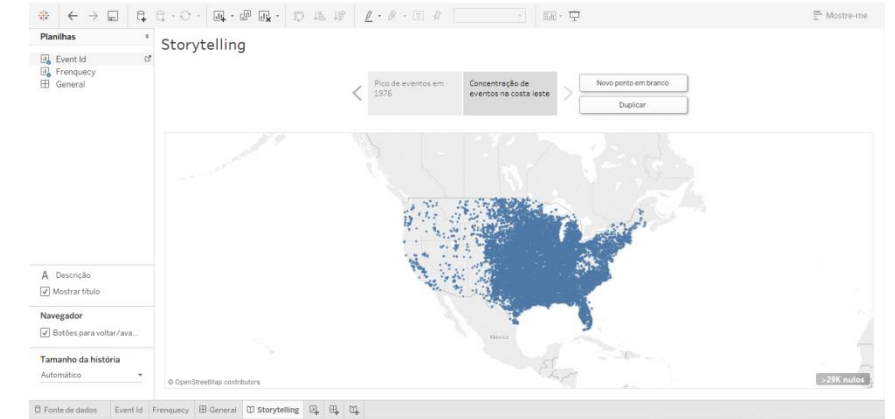 Mostre-me
Planilhas
Event Id
Frenquecy
General
Storytelling
Pico de eventos em
1976
Concentração de
eventos na costa leste
Novo ponto em branco
Duplicar
México
A Descrição
Mostrar título
Navegador
Botões para voltar/ava...
Tamanho da história
Automático
© OpenStreetMap contributors
>29K nulos
Fonte de dados
Event Id
Frenquecy
General
Storytelling